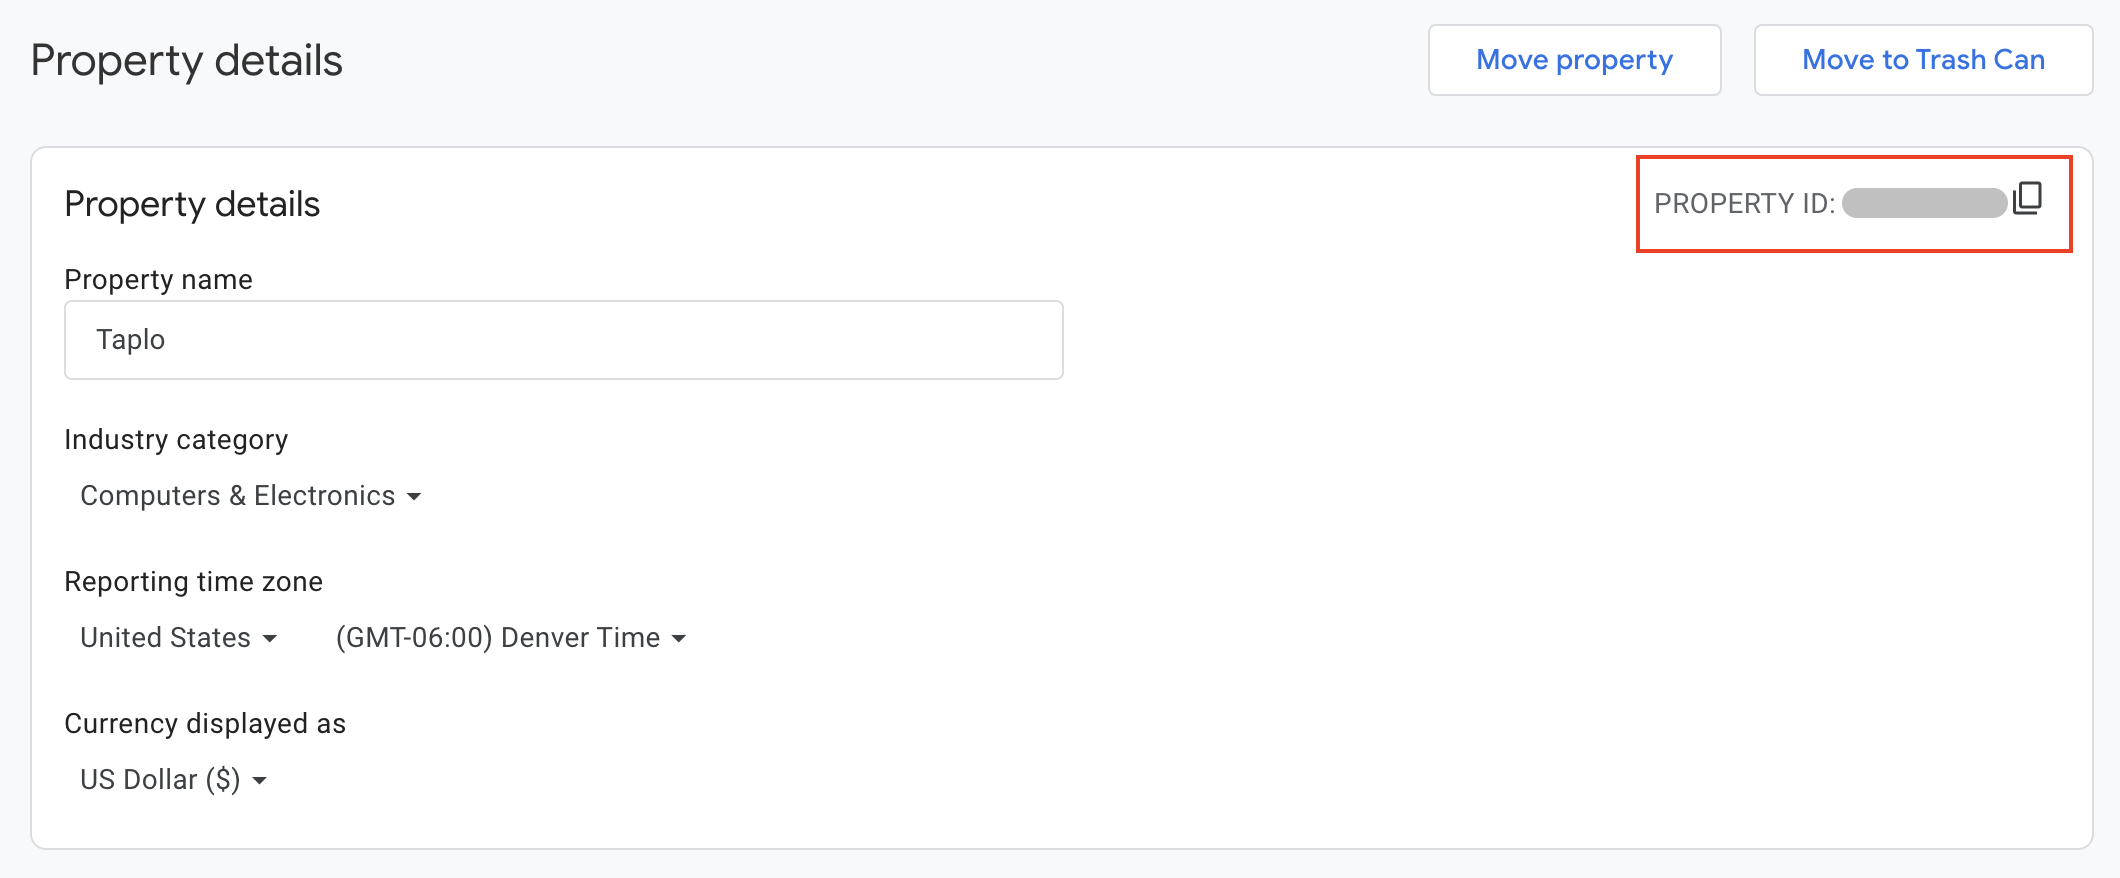 Property details
Move property
Move to Trash Can
Property details
PROPERTY ID:
Property name
Taplo
Industry category
Computers & Electronics
Reporting time zone
United States
(GMT-06:00) Denver Time
Currency displayed as
US Dollar ($)